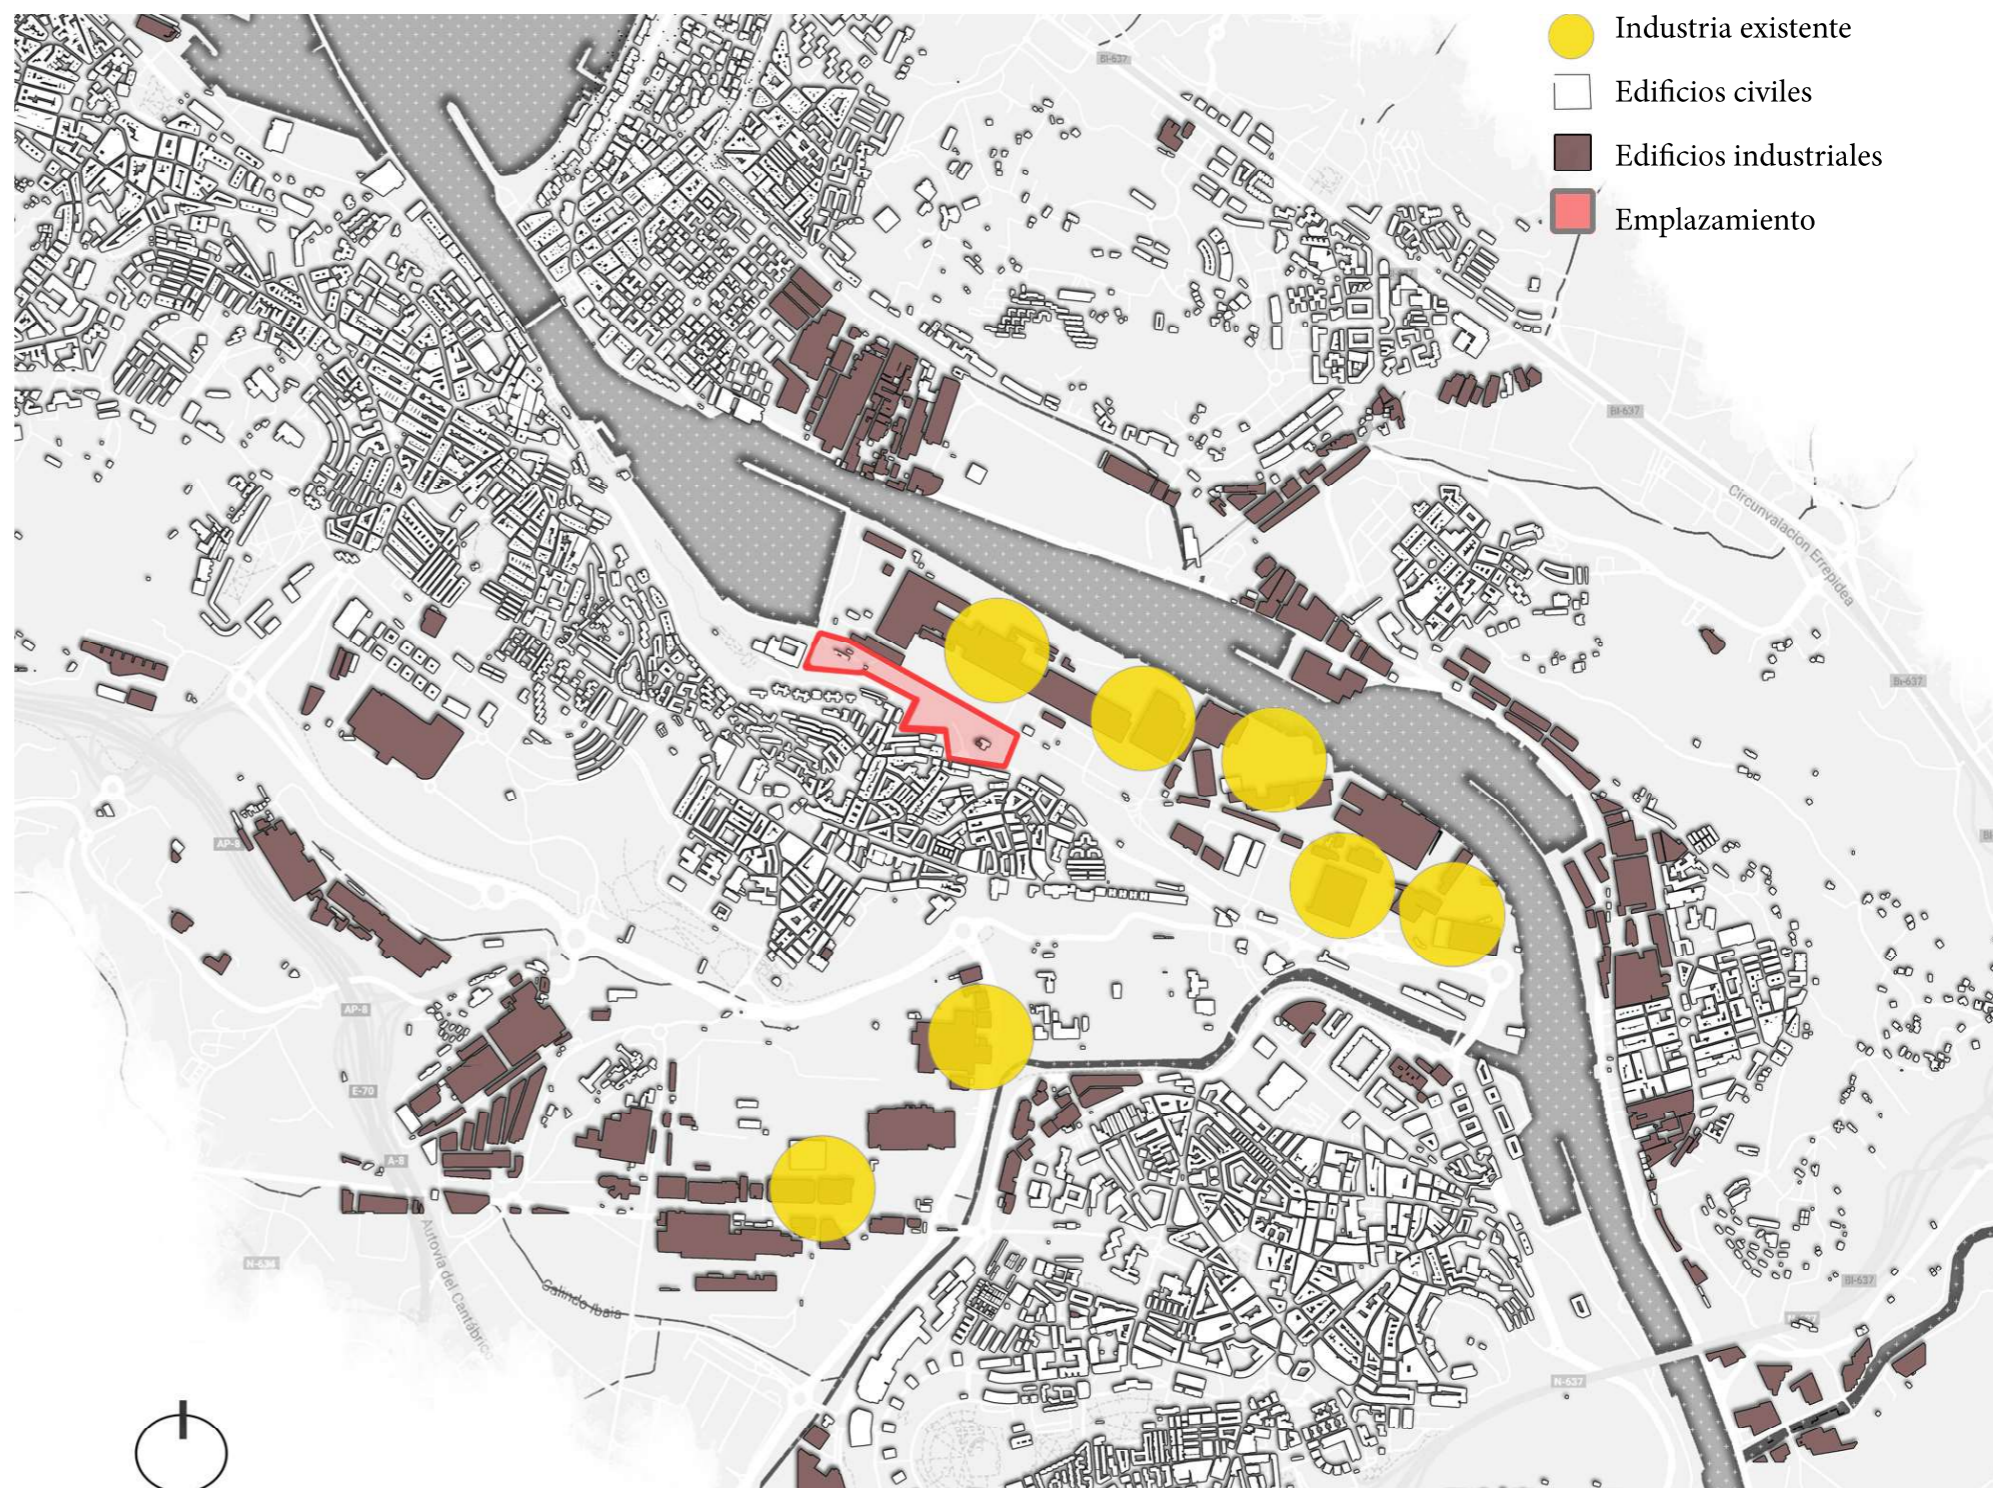 Industria existente
Edificios civiles
Edificios industriales
Emplazamiento
BI-637
BI-637
Circunvalacion Errepidea
BI-637
AP-8
AP-8
E-70
A-8
Autovía del Cantábrico
N-634
Galindo Ibaia
BI-637
N-637